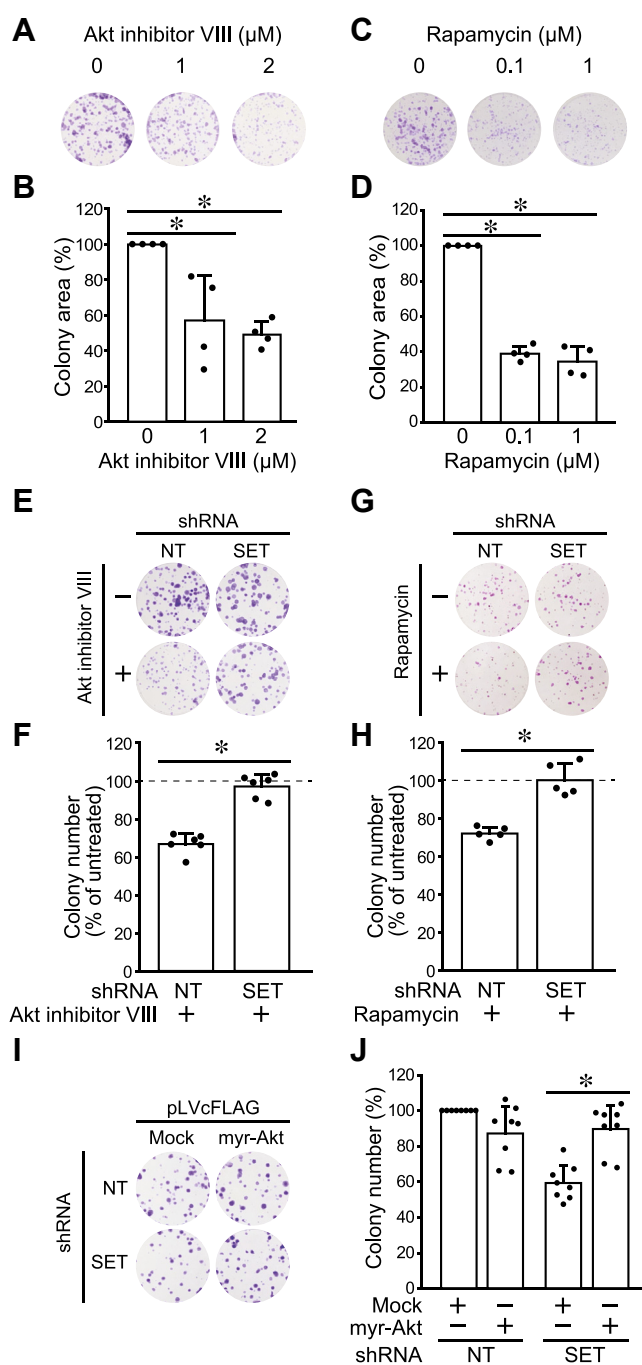 A
Akt inhibitor VIII (µM)
0 1 2
C
Rapamycin (µM)
0 0.1 1
B
Colony area (%)
120
100
80
60
40
20
0
* *
0 1 2
Akt inhibitor VIII (µM)
D
Colony area (%)
120
100
80
60
40
20
0
* *
0 0.1 1
Rapamycin (µM)
E
shRNA
NT SET
Akt inhibitor VIII
−
+
G
shRNA
NT SET
Rapamycin
−
+
F
Colony number
(% of untreated)
120
100
80
60
40
20
0
*
shRNA NT SET
Akt inhibitor VIII + +
H
Colony number
(% of untreated)
120
100
80
60
40
20
0
*
shRNA NT SET
Rapamycin + +
I
pLVcFLAG
Mock myr-Akt
shRNA
NT
SET
J
Colony number (%)
120
100
80
60
40
20
0
*
Mock + − + −
myr-Akt − + − +
shRNA NT SET